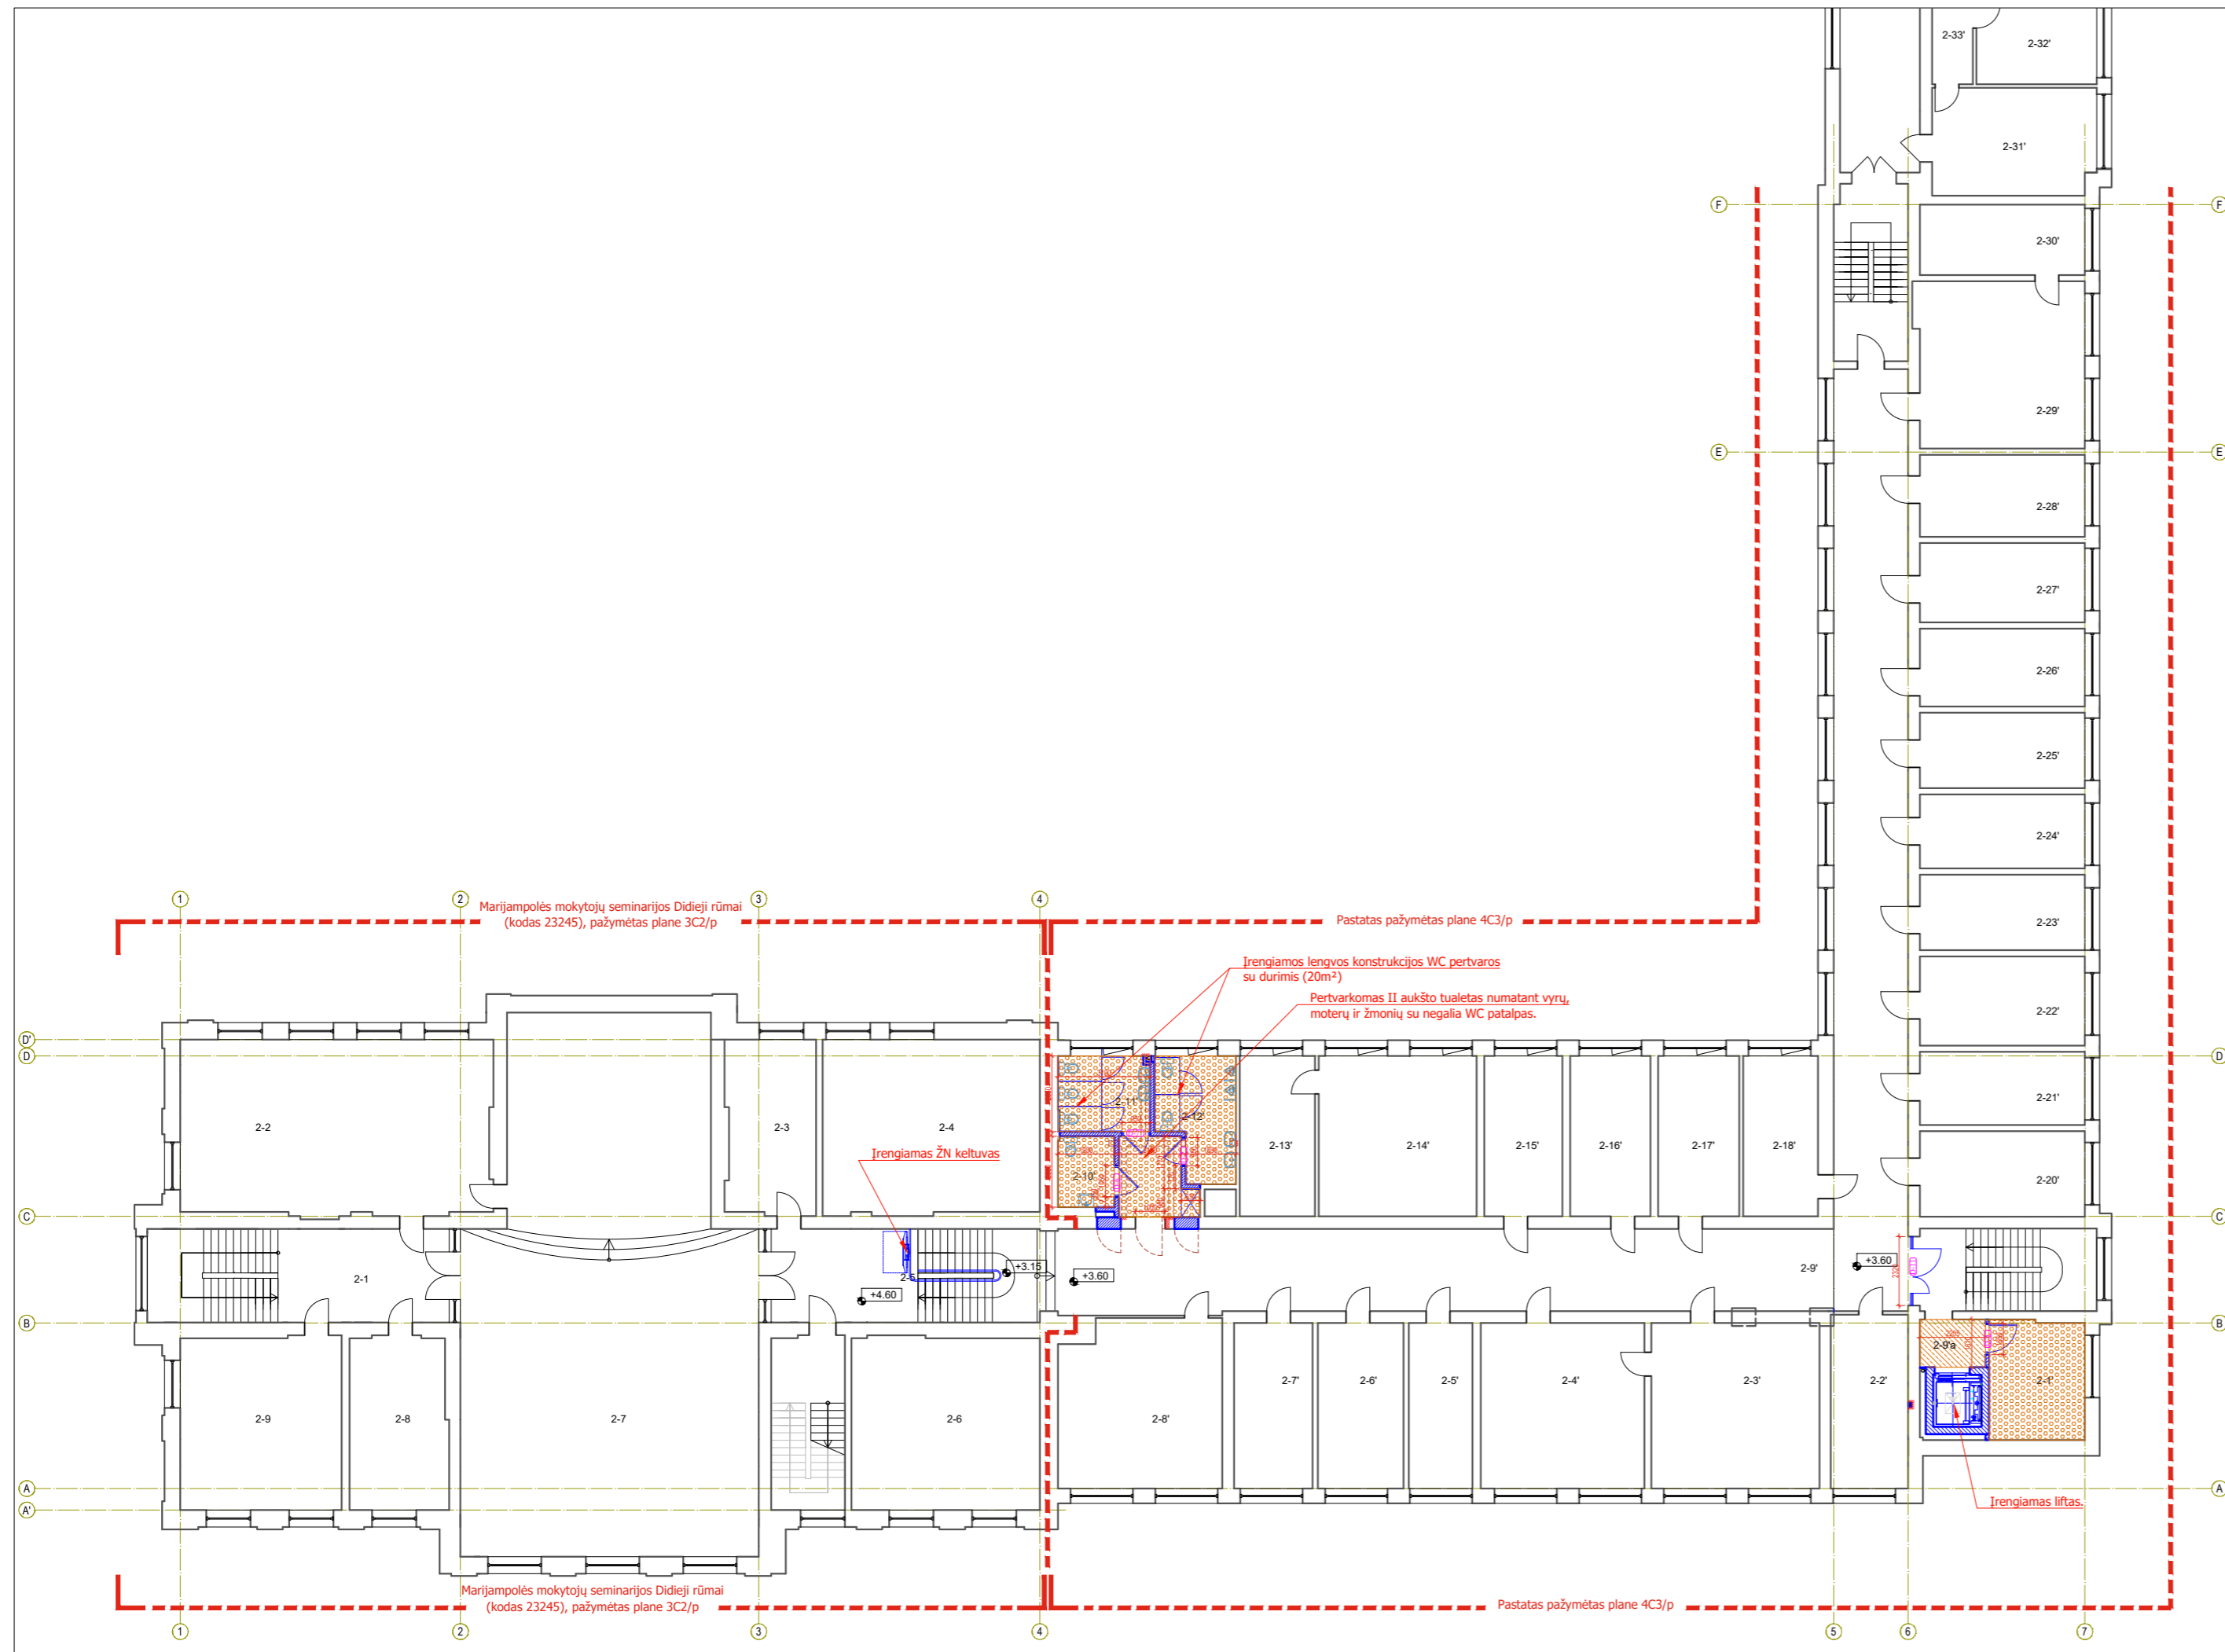 2-33'
2-32'
2-31'
F
F
2-30'
2-29'
E
E
2-28'
2-27'
2-26'
2-25'
2-24'
2-23'
2-22'
2-21'
2-20'
1
2
3
4
Marijampolės mokytojų seminarijos Didieji rūmai
(kodas 23245), pažymėtas plane 3C2/p
Pastatas pažymėtas plane 4C3/p
Įrengiamos lengvos konstrukcijos WC pertvaros
su durimis (20m²)
Pertvarkomas II aukšto tualetas numatant vyrų,
moterų ir žmonių su negalia WC patalpas.
D'
D
D
2-2
2-3
2-4
Įrengiamas ŽN keltuvas
2-11'
2-12'
2-10'
2-13'
2-14'
2-15'
2-16'
2-17'
2-18'
C
C
2-1
2-5
+4.60
+3.15
+3.60
2-9'
+3.60
2320
B
B
2-9
2-8
2-7
2-6
2-8'
2-7'
2-6'
2-5'
2-4'
2-3'
2-2'
2-9'a
2-1'
A
A'
A
Įrengiamas liftas.
Marijampolės mokytojų seminarijos Didieji rūmai
(kodas 23245), pažymėtas plane 3C2/p
Pastatas pažymėtas plane 4C3/p
1
2
3
4
5
6
7